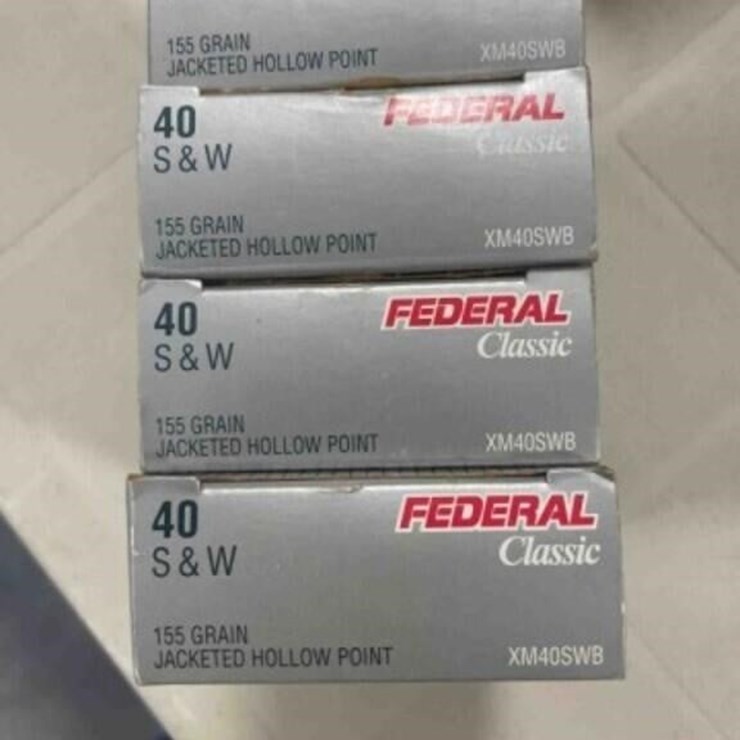 155 GRAIN
JACKETED HOLLOW POINT
XM40SWB
40
S & W
FEDERAL
Classic
155 GRAIN
JACKETED HOLLOW POINT
XM40SWB
40
S & W
FEDERAL
Classic
155 GRAIN
JACKETED HOLLOW POINT
XM40SWB
40
S & W
FEDERAL
Classic
155 GRAIN
JACKETED HOLLOW POINT
XM40SWB